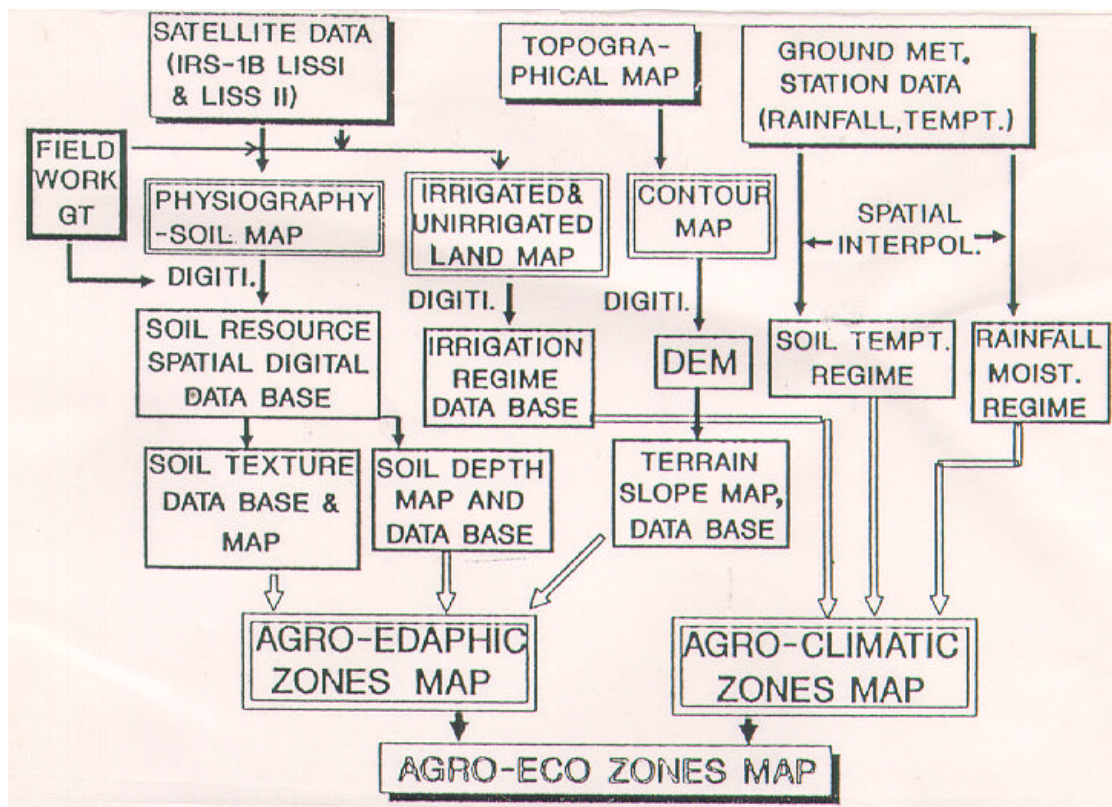 SATELLITE DATA
(IRS-1B LISSI
& LISS II)
TOPOGRA-
PHICAL MAP
GROUND MET.
STATION DATA
(RAINFALL,TEMPT.)
FIELD
WORK
GT
PHYSIOGRAPHY
-SOIL MAP
IRRIGATED&
UNIRRIGATED
LAND MAP
CONTOUR
MAP
SPATIAL
INTERPOL.
DIGITI.
DIGITI.
DIGITI.
SOIL RESOURCE
SPATIAL DIGITAL
DATA BASE
IRRIGATION
REGIME
DATA BASE
DEM
SOIL TEMPT.
REGIME
RAINFALL
MOIST.
REGIME
SOIL TEXTURE
DATA BASE &
MAP
SOIL DEPTH
MAP AND
DATA BASE
TERRAIN
SLOPE MAP,
DATA BASE
AGRO-EDAPHIC
ZONES MAP
AGRO-CLIMATIC
ZONES MAP
AGRO-ECO ZONES MAP